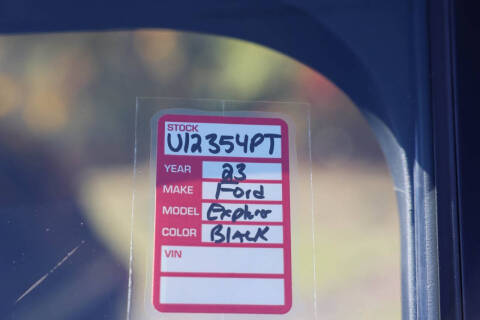 STOCK
U12354PT
YEAR 23
MAKE Ford
MODEL Explorer
COLOR BLACK
VIN